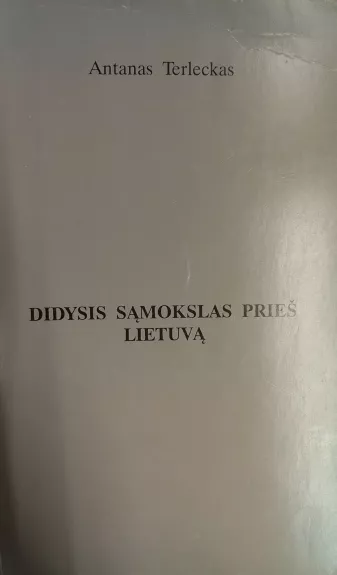 Antanas Terleckas
DIDYSIS SĄMOKSLAS PRIEŠ
LIETUVĄ